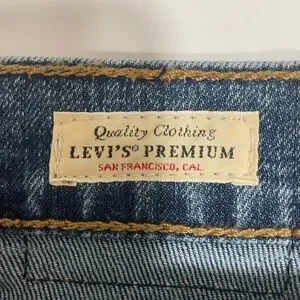 Quality Clothing
LEVI'S® PREMIUM
SAN FRANCISCO, CAL.